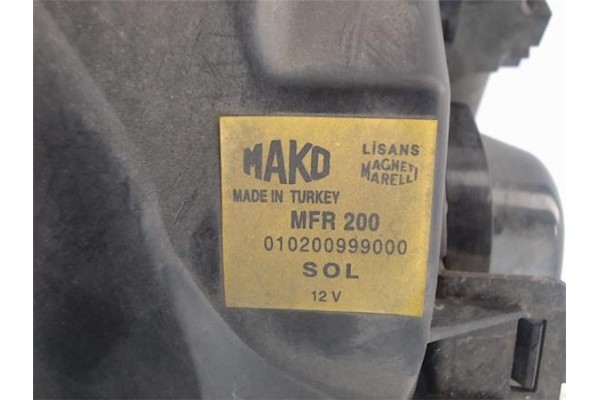 MAKO LİSANS
MAGNETI
MARELLI
MADE IN TURKEY
MFR 200
010200999000
SOL
12 V